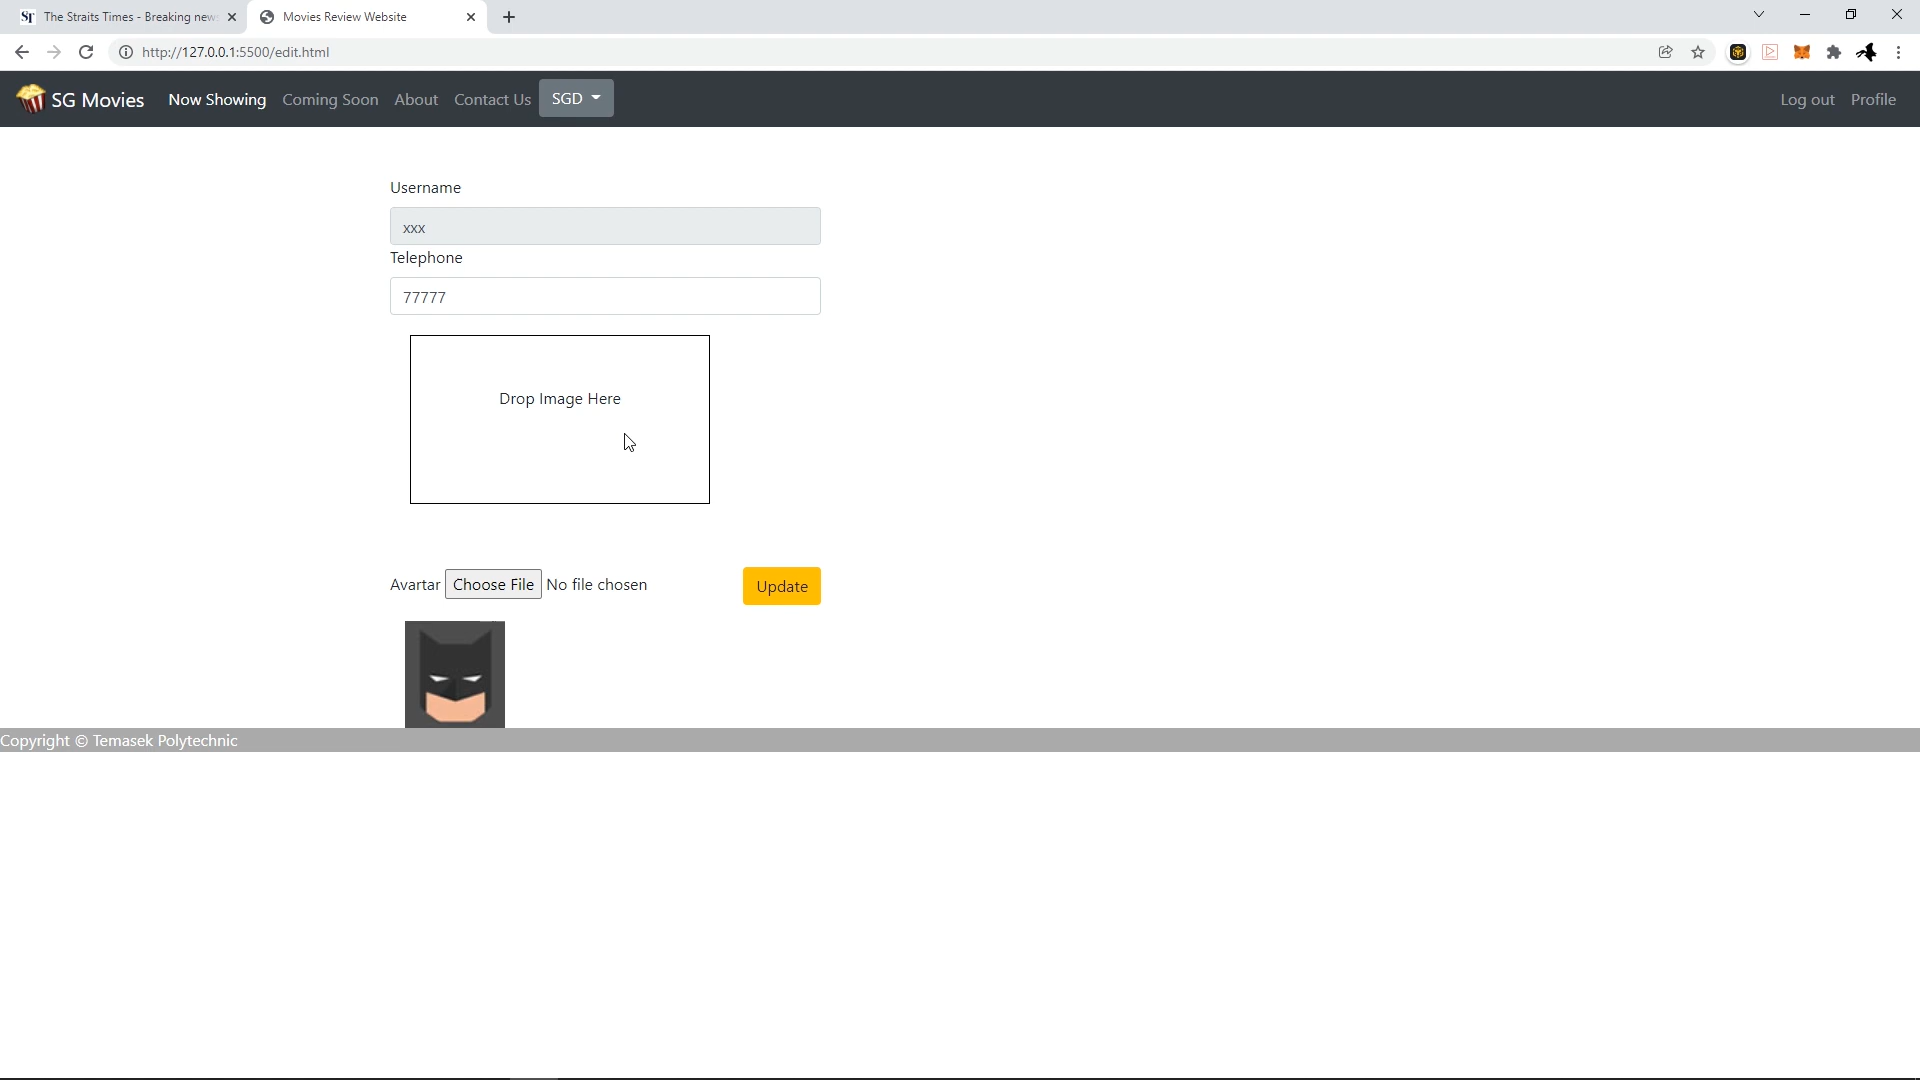 The Straits Times - Breaking new
Movies Review Website
http://127.0.0.1:5500/edit.html
SG Movies Now Showing Coming Soon About Contact Us SGD Log out Profile
Username
xxx
Telephone
77777
Drop Image Here
Avartar Choose File No file chosen Update
Copyright © Temasek Polytechnic